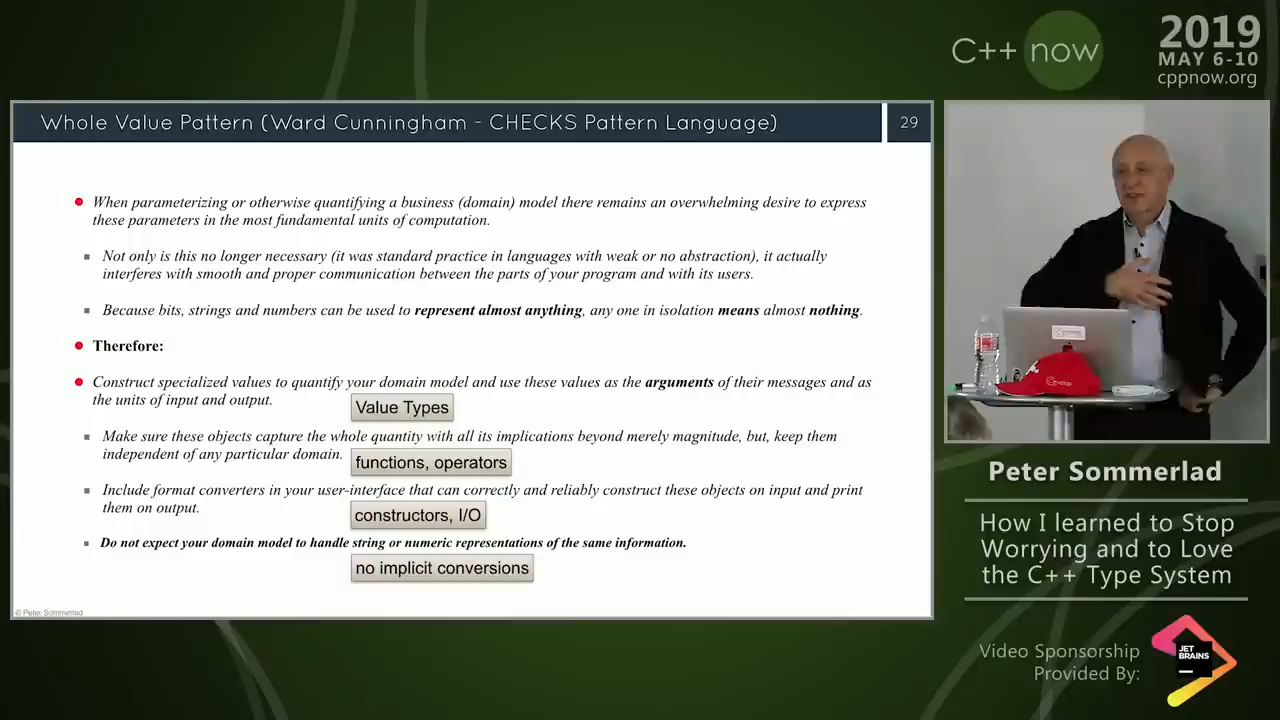 C++ now
2019
MAY 6-10
cppnow.org
Whole Value Pattern (Ward Cunningham - CHECKS Pattern Language)
29
When parameterizing or otherwise quantifying a business (domain) model there remains an overwhelming desire to express
these parameters in the most fundamental units of computation.
Not only is this no longer necessary (it was standard practice in languages with weak or no abstraction), it actually
interferes with smooth and proper communication between the parts of your program and with its users.
Because bits, strings and numbers can be used to represent almost anything, any one in isolation means almost nothing.
Therefore:
Construct specialized values to quantify your domain model and use these values as the arguments of their messages and as
the units of input and output.
Value Types
Make sure these objects capture the whole quantity with all its implications beyond merely magnitude, but, keep them
independent of any particular domain.
functions, operators
Include format converters in your user-interface that can correctly and reliably construct these objects on input and print
them on output.
constructors, I/O
Do not expect your domain model to handle string or numeric representations of the same information.
no implicit conversions
© Peter Sommerlad
Peter Sommerlad
How I learned to Stop
Worrying and to Love
the C++ Type System
Video Sponsorship
Provided By:
JET
BRAINS